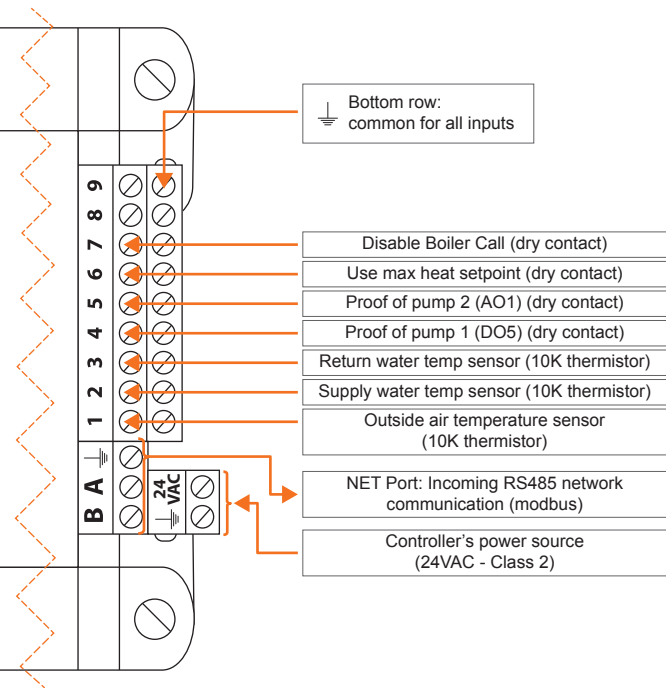 Bottom row:
common for all inputs
9
8
7
6
5
4
3
2
1
Disable Boiler Call (dry contact)
Use max heat setpoint (dry contact)
Proof of pump 2 (AO1) (dry contact)
Proof of pump 1 (DO5) (dry contact)
Return water temp sensor (10K thermistor)
Supply water temp sensor (10K thermistor)
Outside air temperature sensor
(10K thermistor)
B A
24
VAC
NET Port: Incoming RS485 network
communication (modbus)
Controller's power source
(24VAC - Class 2)